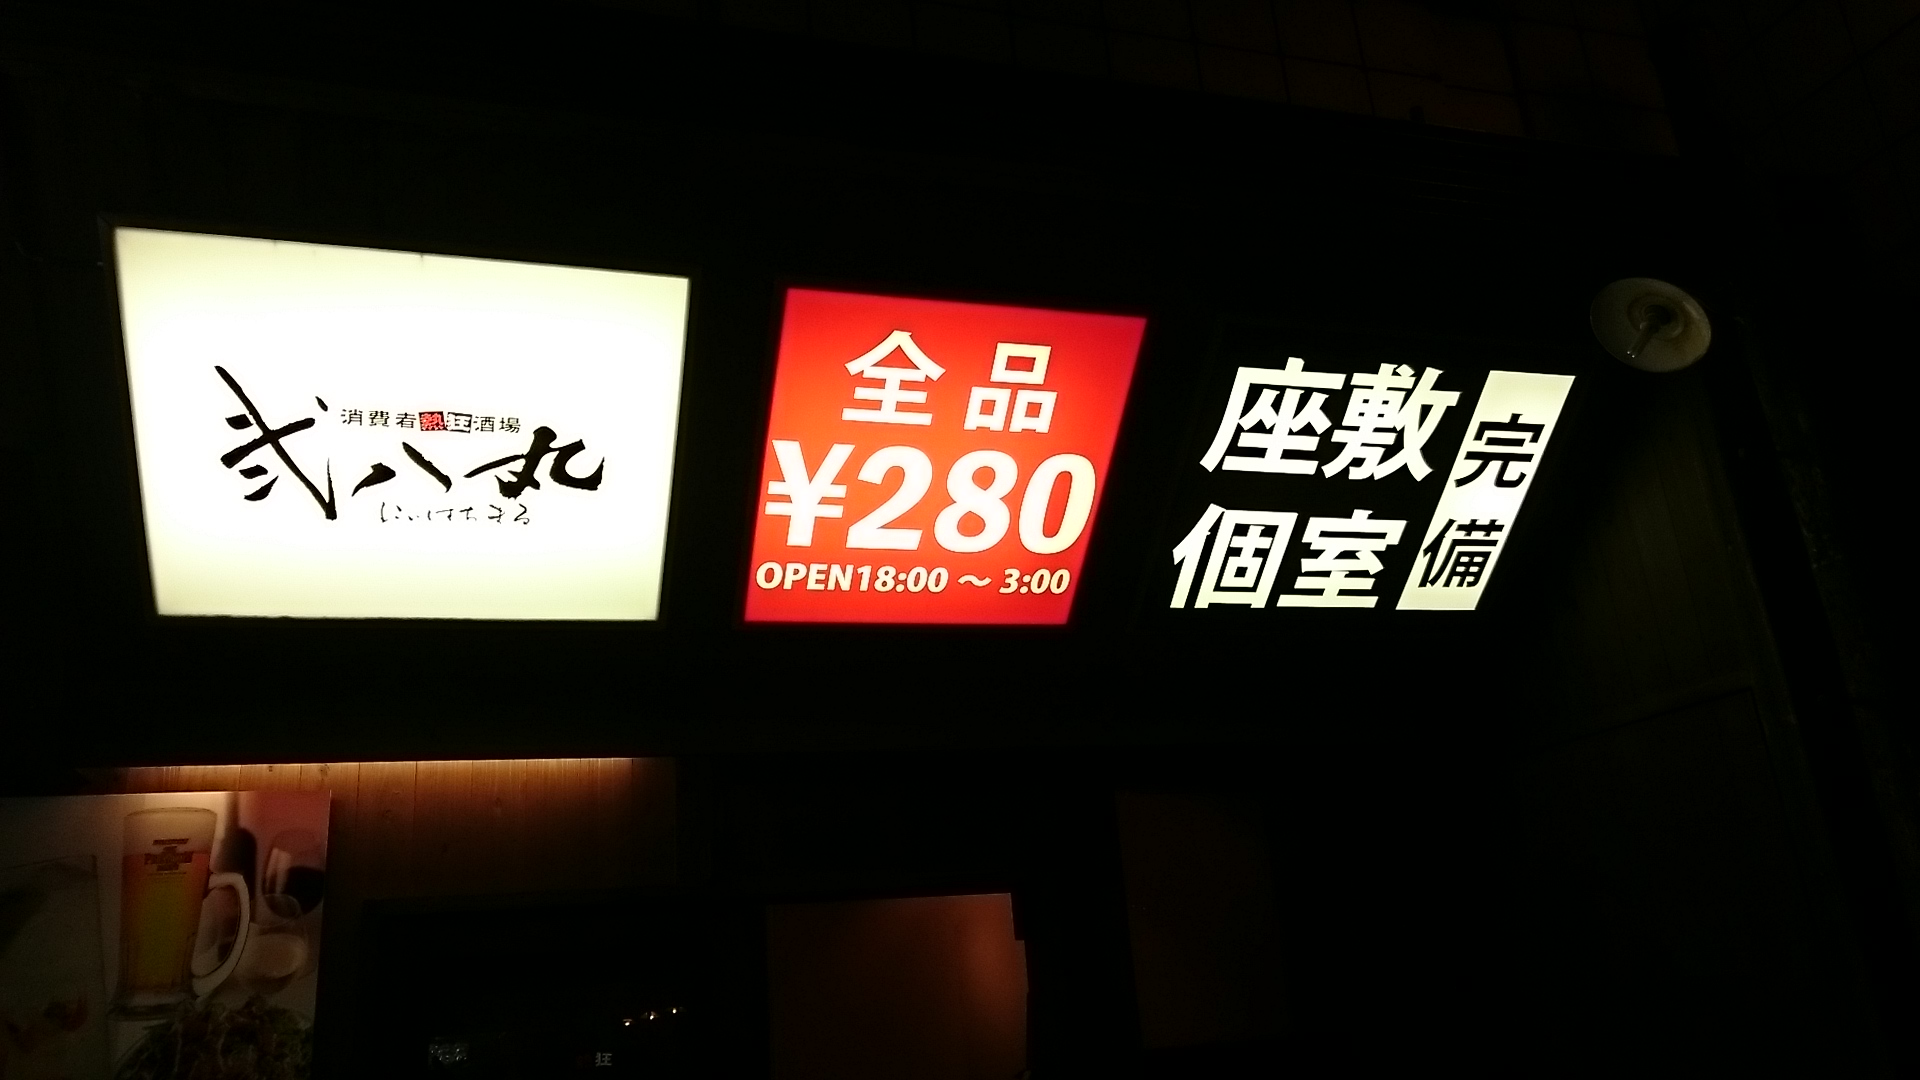 消費者熱狂酒場
弐八丸
にぃはちまる
全品
¥280
OPEN18:00 ~ 3:00
座敷
個室
完備
狂